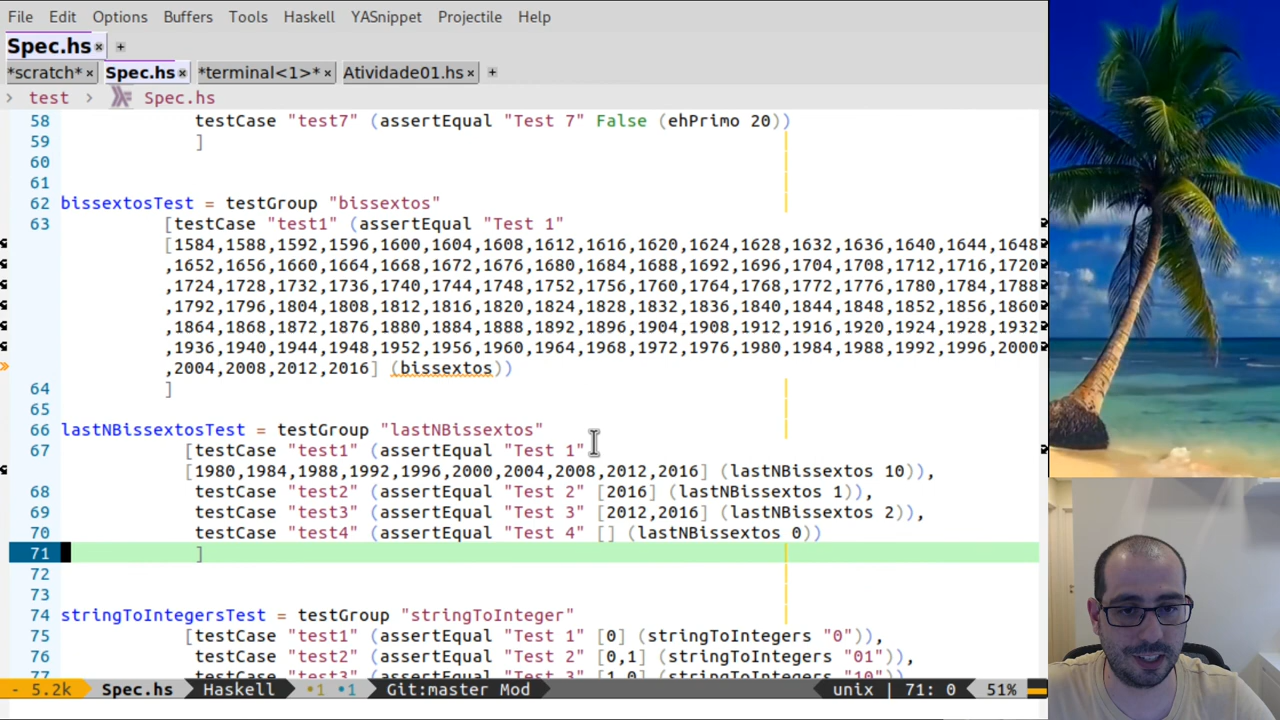 File Edit Options Buffers Tools Haskell YASnippet Projectile Help
Spec.hs × +
*scratch* × Spec.hs × *terminal<1>* × Atividade01.hs × +
> test > Spec.hs
58 testCase "test7" (assertEqual "Test 7" False (ehPrimo 20))
59 ]
60
61
62 bissextosTest = testGroup "bissextos"
63 [testCase "test1" (assertEqual "Test 1"
[1584,1588,1592,1596,1600,1604,1608,1612,1616,1620,1624,1628,1632,1636,1640,1644,1648
,1652,1656,1660,1664,1668,1672,1676,1680,1684,1688,1692,1696,1704,1708,1712,1716,1720
,1724,1728,1732,1736,1740,1744,1748,1752,1756,1760,1764,1768,1772,1776,1780,1784,1788
,1792,1796,1804,1808,1812,1816,1820,1824,1828,1832,1836,1840,1844,1848,1852,1856,1860
,1864,1868,1872,1876,1880,1884,1888,1892,1896,1904,1908,1912,1916,1920,1924,1928,1932
,1936,1940,1944,1948,1952,1956,1960,1964,1968,1972,1976,1980,1984,1988,1992,1996,2000
,2004,2008,2012,2016] (bissextos))
64 ]
65
66 lastNBissextosTest = testGroup "lastNBissextos"
67 [testCase "test1" (assertEqual "Test 1"
[1980,1984,1988,1992,1996,2000,2004,2008,2012,2016] (lastNBissextos 10)),
68 testCase "test2" (assertEqual "Test 2" [2016] (lastNBissextos 1)),
69 testCase "test3" (assertEqual "Test 3" [2012,2016] (lastNBissextos 2)),
70 testCase "test4" (assertEqual "Test 4" [] (lastNBissextos 0))
71 ]
72
73
74 stringToIntegersTest = testGroup "stringToInteger"
75 [testCase "test1" (assertEqual "Test 1" [0] (stringToIntegers "0")),
76 testCase "test2" (assertEqual "Test 2" [0,1] (stringToIntegers "01")),
77 testCase "test3" (assertEqual "Test 3" [1,0] (stringToIntegers "10")),
- 5.2k Spec.hs Haskell •1 •1 Git:master Mod unix | 71: 0 51%